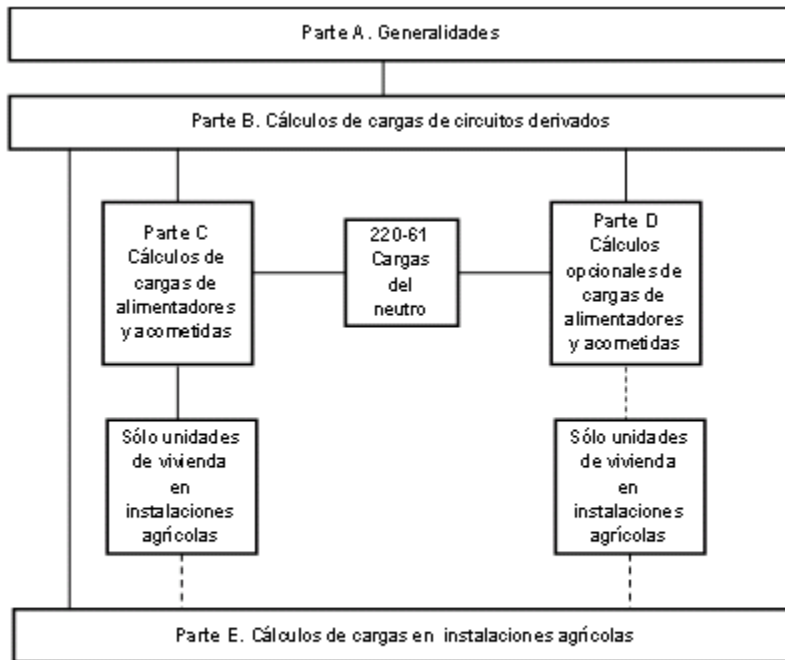 Parte A. Generalidades
Parte B. Cálculos de cargas de circuitos derivados
Parte C
Cálculos de
cargas de
alimentadores
y acometidas
220-61
Cargas
del
neutro
Parte D
Cálculos
opcionales de
cargas de
alimentadores
y acometidas
Sólo unidades
de vivienda
en
instalaciones
agrícolas
Sólo unidades
de vivienda
en
instalaciones
agrícolas
Parte E. Cálculos de cargas en instalaciones agrícolas